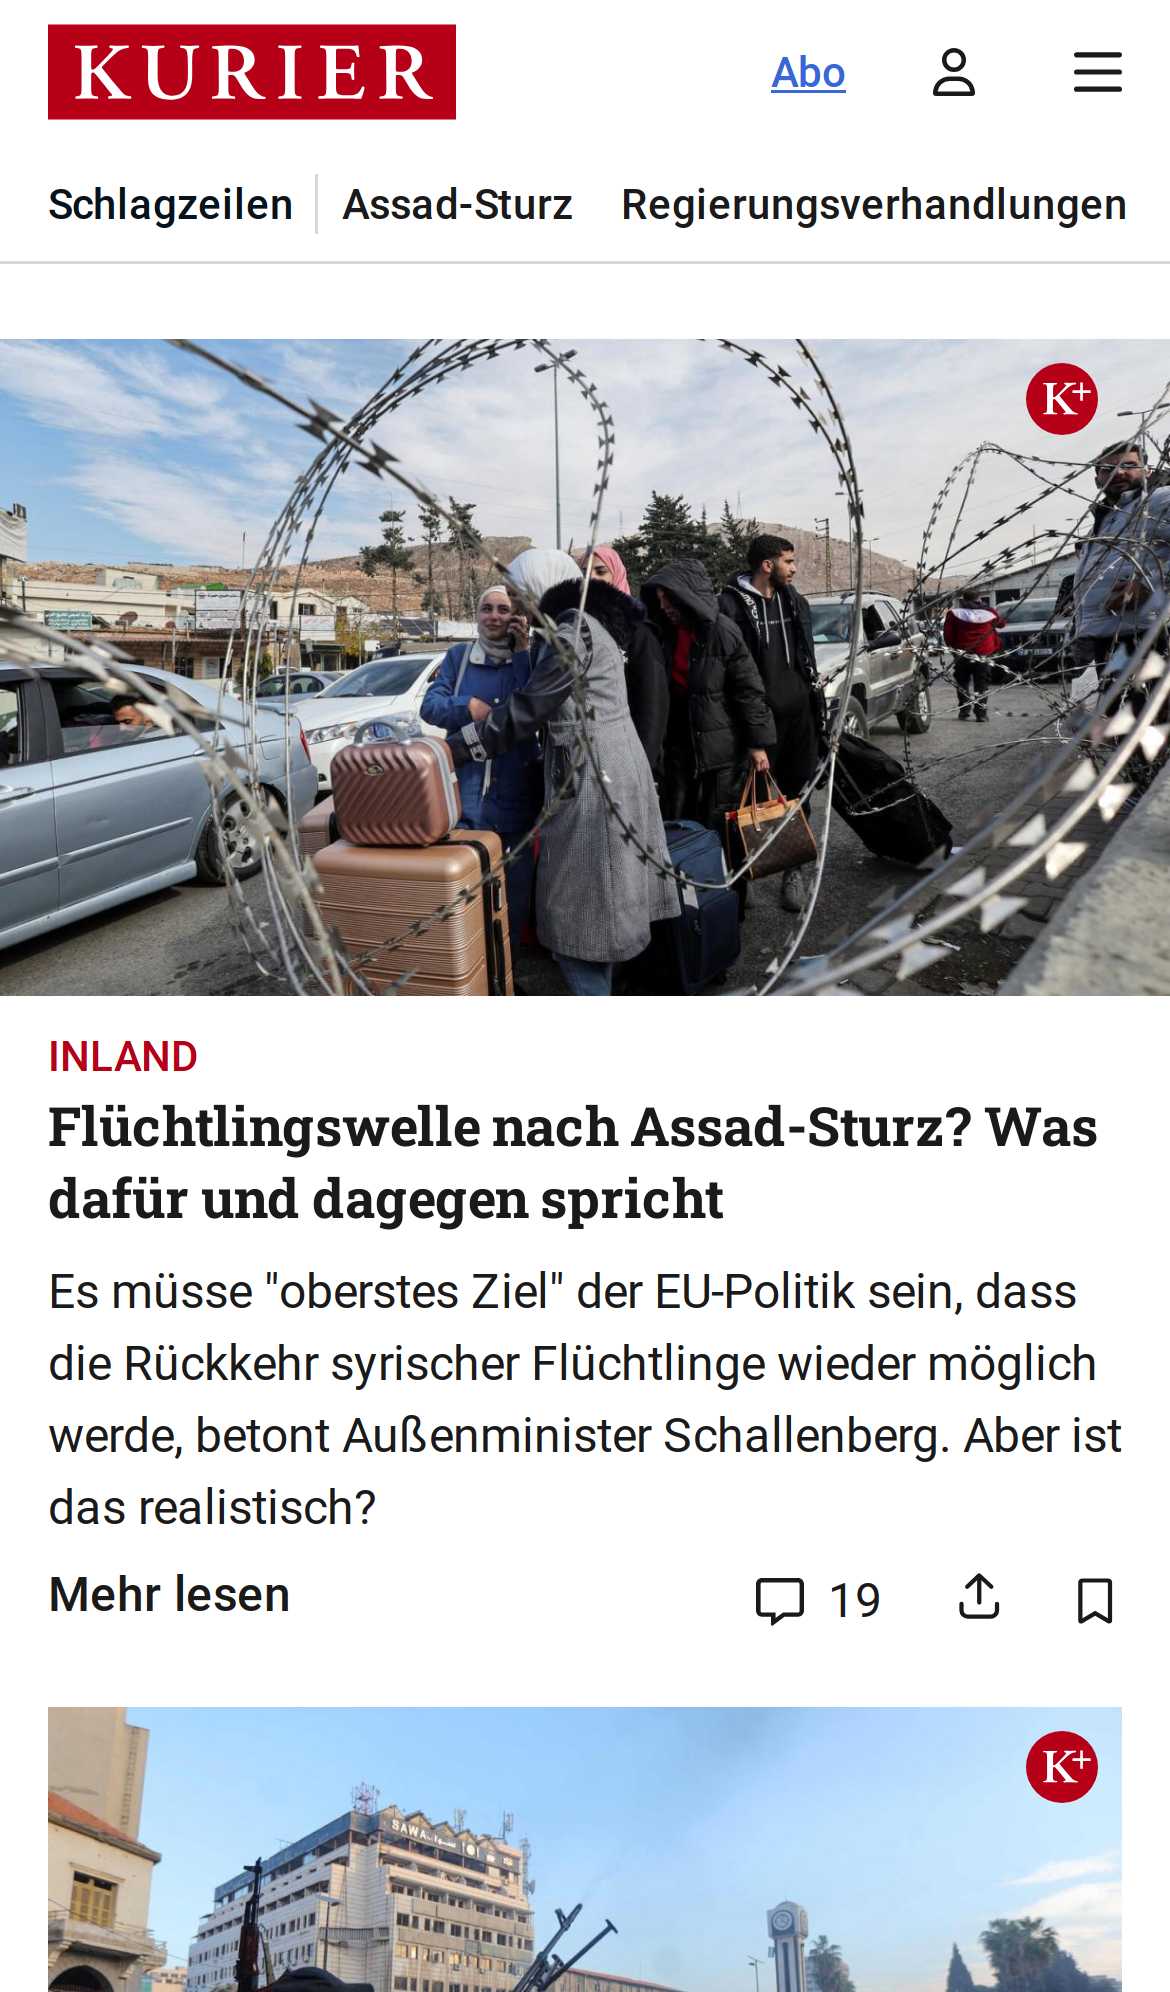 KURIER
Abo
Schlagzeilen
Assad-Sturz
Regierungsverhandlungen
K+
INLAND
Flüchtlingswelle nach Assad-Sturz? Was
dafür und dagegen spricht
Es müsse "oberstes Ziel" der EU-Politik sein, dass
die Rückkehr syrischer Flüchtlinge wieder möglich
werde, betont Außenminister Schallenberg. Aber ist
das realistisch?
Mehr lesen
19
K+
SAWA